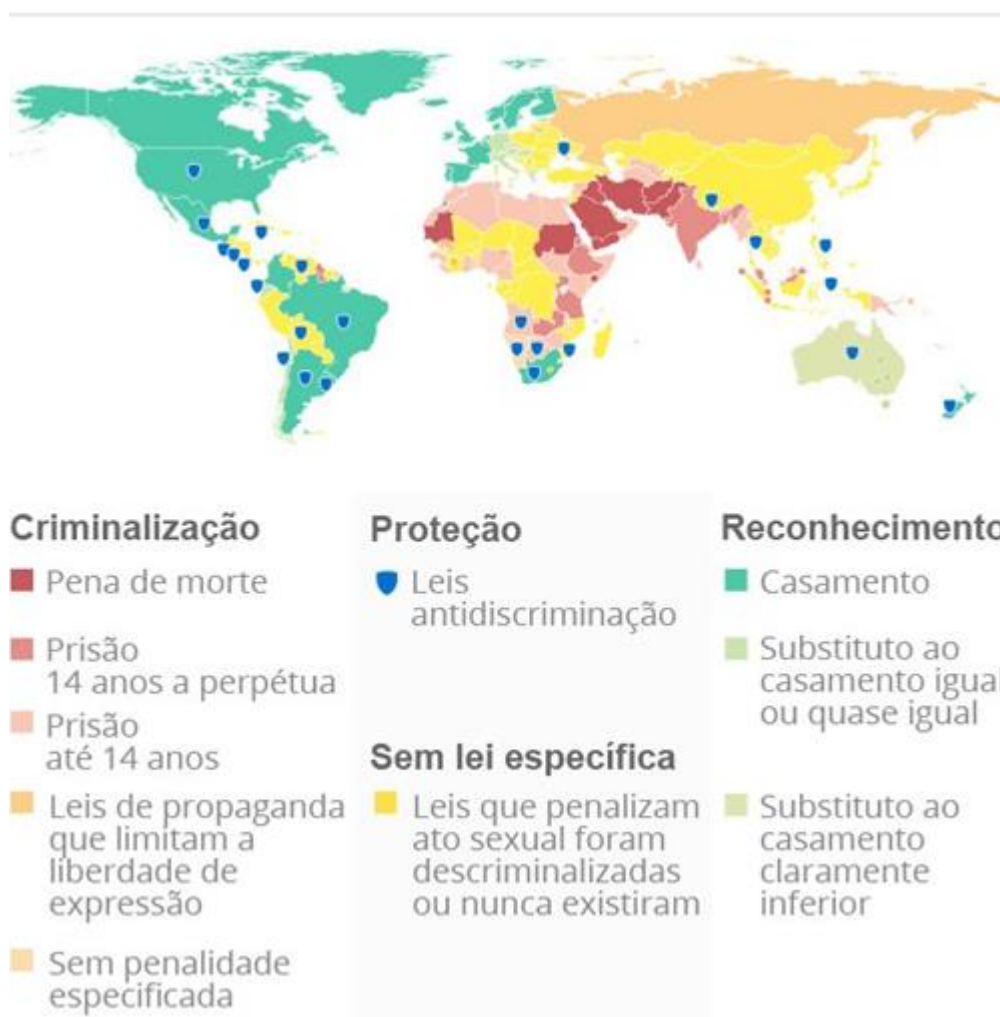 Criminalização
Pena de morte
Prisão
14 anos a perpétua
Prisão
até 14 anos
Leis de propaganda
que limitam a
liberdade de
expressão
Sem penalidade
especificada
Proteção
Leis
antidiscriminação
Sem lei específica
Leis que penalizam
ato sexual foram
descriminalizadas
ou nunca existiram
Reconhecimento
Casamento
Substituto ao
casamento igual
ou quase igual
Substituto ao
casamento
claramente
inferior